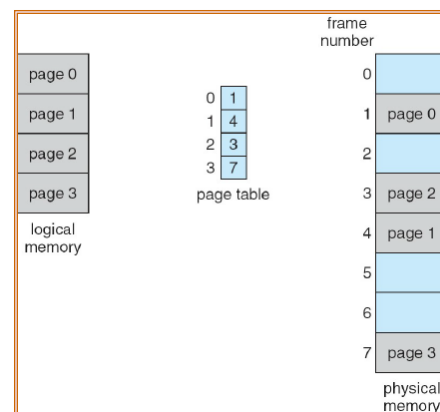 page 0
page 1
page 2
page 3
logical
memory
0 1
1 4
2 3
3 7
page table
frame
number
0
1 page 0
2
3 page 2
4 page 1
5
6
7 page 3
physical
memory